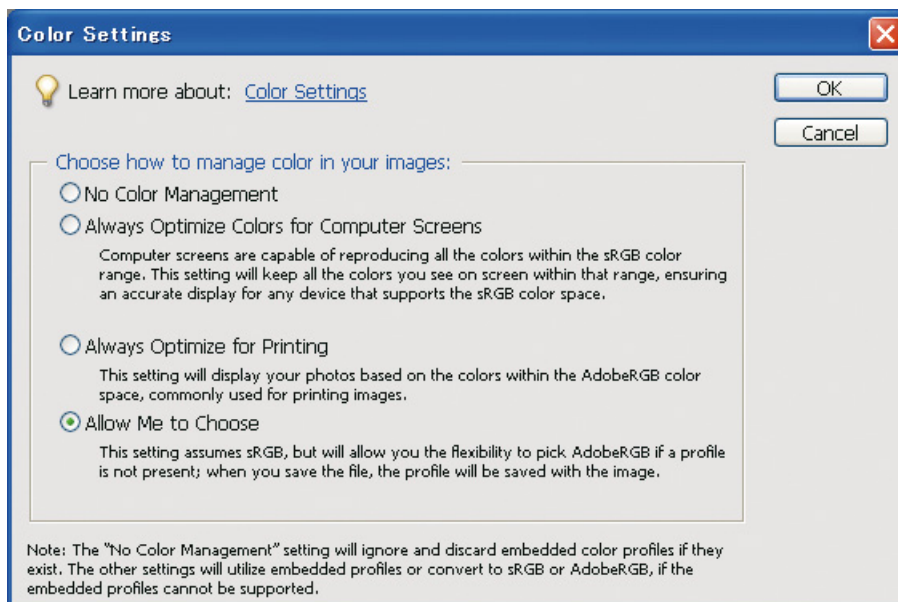 Color Settings
Learn more about: Color Settings
OK
Cancel
Choose how to manage color in your images:
No Color Management
Always Optimize Colors for Computer Screens
Computer screens are capable of reproducing all the colors within the sRGB color
range. This setting will keep all the colors you see on screen within that range, ensuring
an accurate display for any device that supports the sRGB color space.
Always Optimize for Printing
This setting will display your photos based on the colors within the AdobeRGB color
space, commonly used for printing images.
Allow Me to Choose
This setting assumes sRGB, but will allow you the flexibility to pick AdobeRGB if a profile
is not present; when you save the file, the profile will be saved with the image.
Note: The "No Color Management" setting will ignore and discard embedded color profiles if they
exist. The other settings will utilize embedded profiles or convert to sRGB or AdobeRGB, if the
embedded profiles cannot be supported.